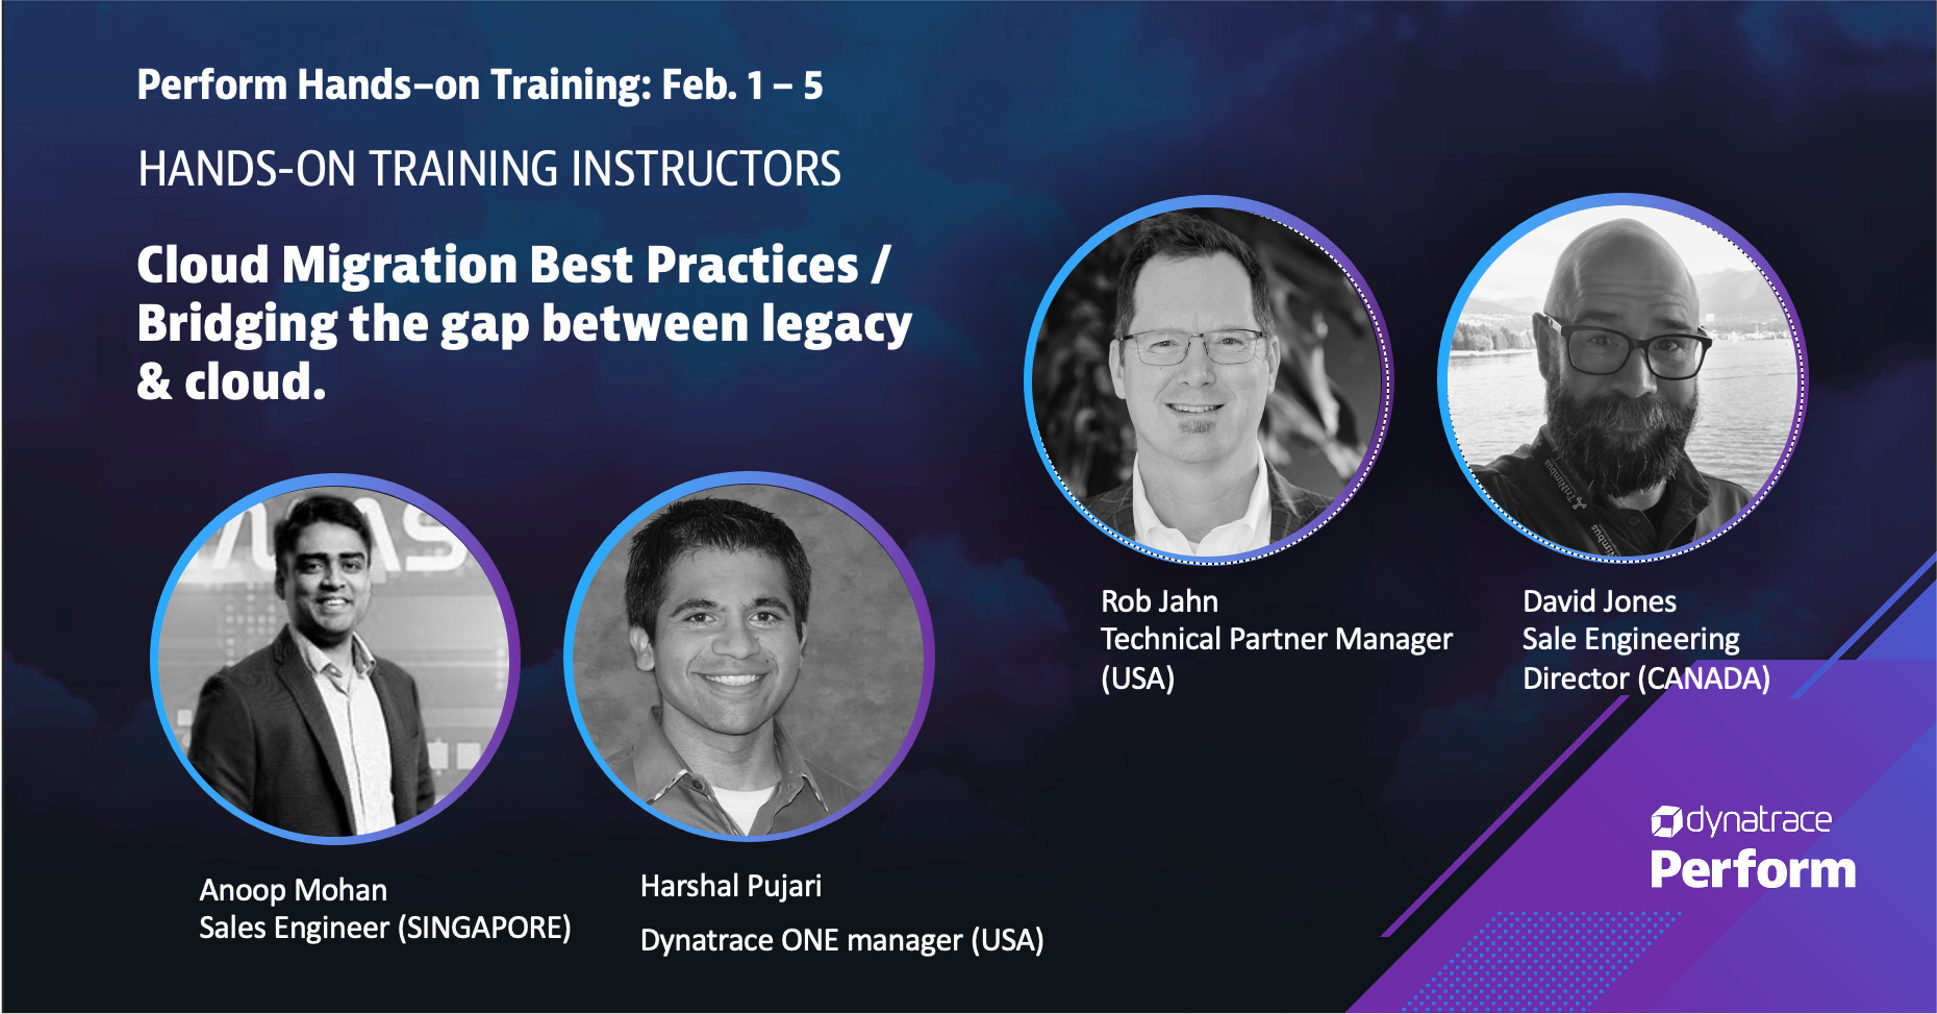 Perform Hands-on Training: Feb. 1 – 5
HANDS-ON TRAINING INSTRUCTORS
Cloud Migration Best Practices /
Bridging the gap between legacy
& cloud.
Rob Jahn
Technical Partner Manager
(USA)
David Jones
Sale Engineering
Director (CANADA)
Anoop Mohan
Sales Engineer (SINGAPORE)
Harshal Pujari
Dynatrace ONE manager (USA)
dynatrace
Perform
TriNimbus
Nimbus